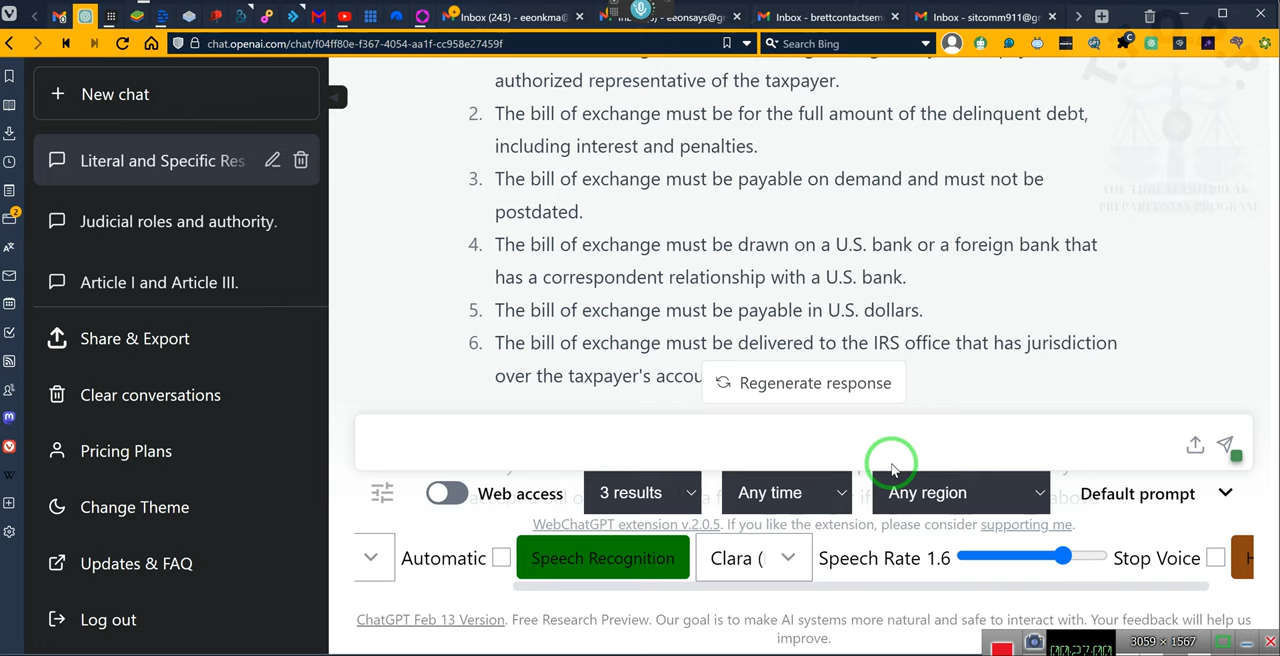 Inbox (243) - eeonkma@
Inbox (2) - eeonsays@gr
Inbox - brettcontactsem
Inbox - sitcomm911@gr
chat.openai.com/chat/f04ff80e-f367-4054-aa1f-cc958e27459f
Search Bing
New chat
Literal and Specific Res
Judicial roles and authority.
Article I and Article III.
Share & Export
Clear conversations
Pricing Plans
Change Theme
Updates & FAQ
Log out
authorized representative of the taxpayer.
2. The bill of exchange must be for the full amount of the delinquent debt,
including interest and penalties.
3. The bill of exchange must be payable on demand and must not be
postdated.
4. The bill of exchange must be drawn on a U.S. bank or a foreign bank that
has a correspondent relationship with a U.S. bank.
5. The bill of exchange must be payable in U.S. dollars.
6. The bill of exchange must be delivered to the IRS office that has jurisdiction
over the taxpayer's accou
Regenerate response
Web access
3 results
Any time
Any region
Default prompt
WebChatGPT extension v.2.0.5. If you like the extension, please consider supporting me.
Automatic
Speech Recognition
Clara (
Speech Rate 1.6
Stop Voice
H
ChatGPT Feb 13 Version. Free Research Preview. Our goal is to make AI systems more natural and safe to interact with. Your feedback will help us
improve.
PREPAREDNESS PROGRAM
3059 × 1567